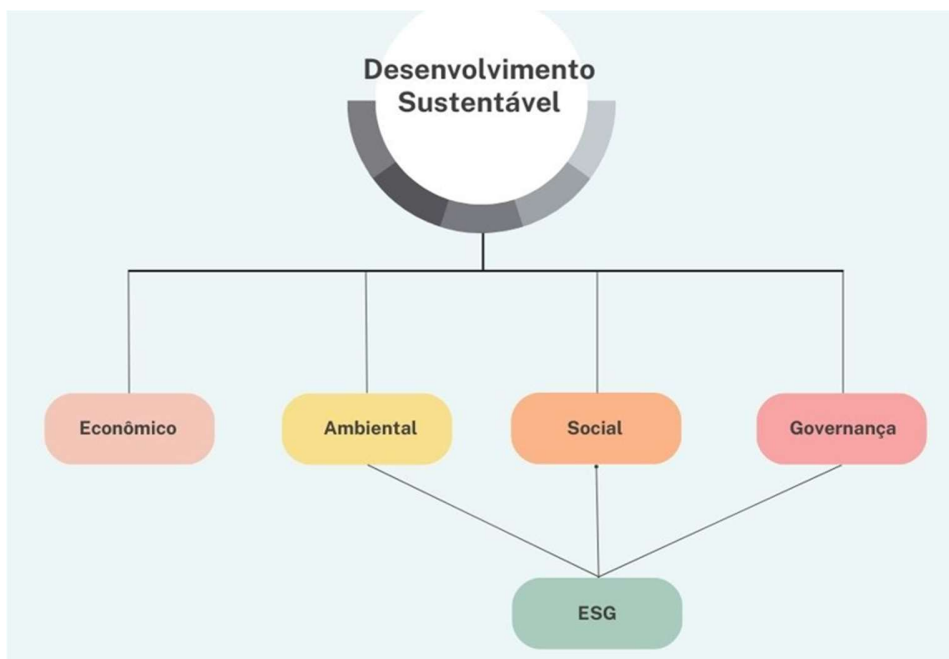 Desenvolvimento
Sustentável
Econômico
Ambiental
Social
Governança
ESG